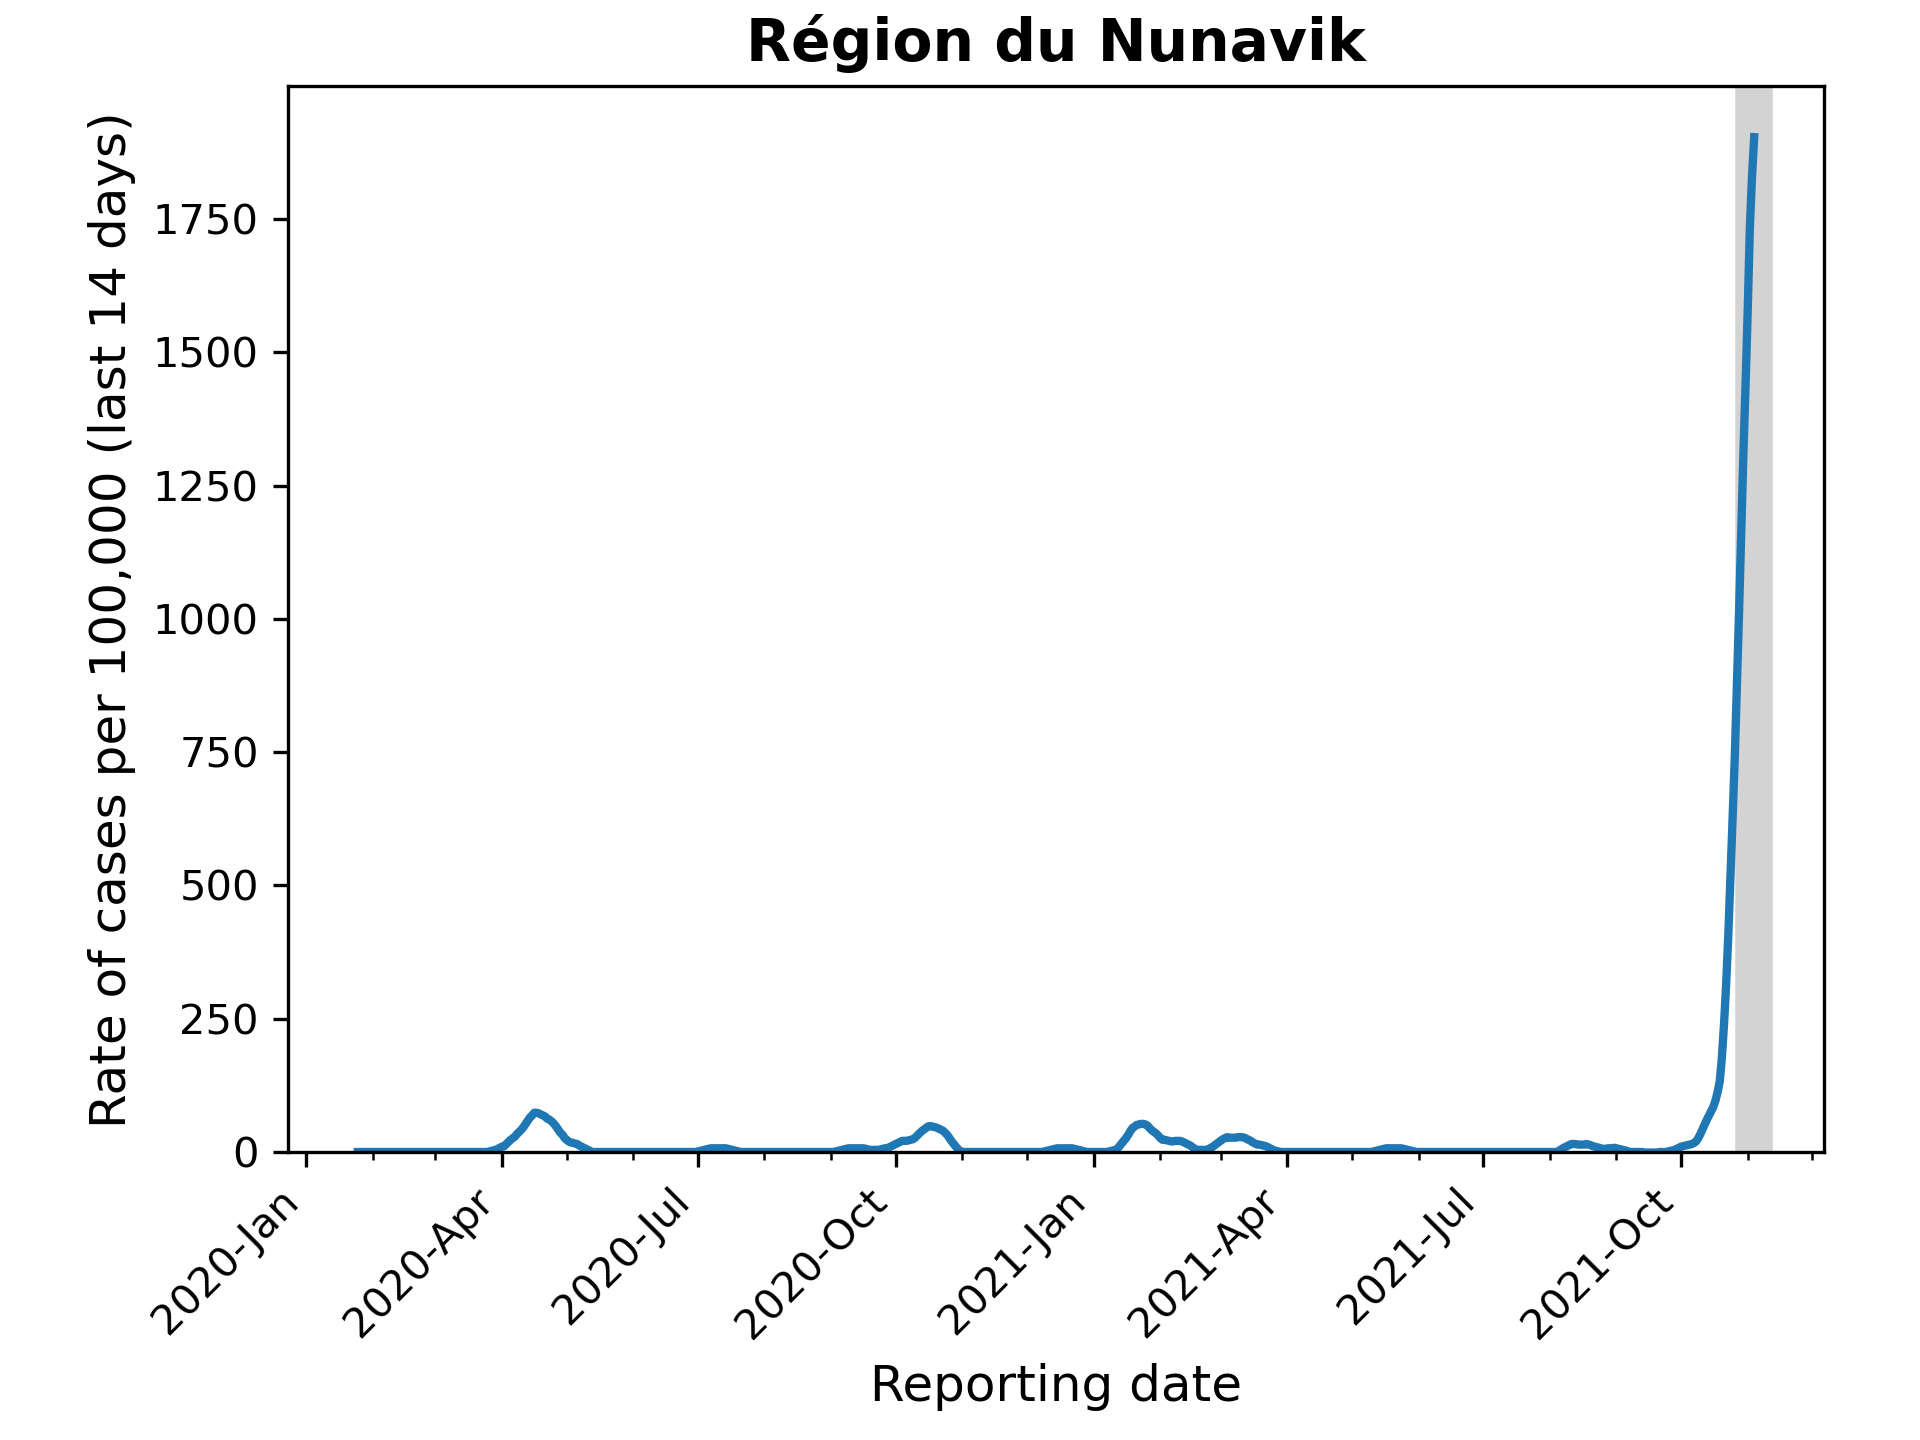 Région du Nunavik
Rate of cases per 100,000 (last 14 days)
1750
1500
1250
1000
750
500
250
0
2020-Jan
2020-Apr
2020-Jul
2020-Oct
2021-Jan
2021-Apr
2021-Jul
2021-Oct
Reporting date